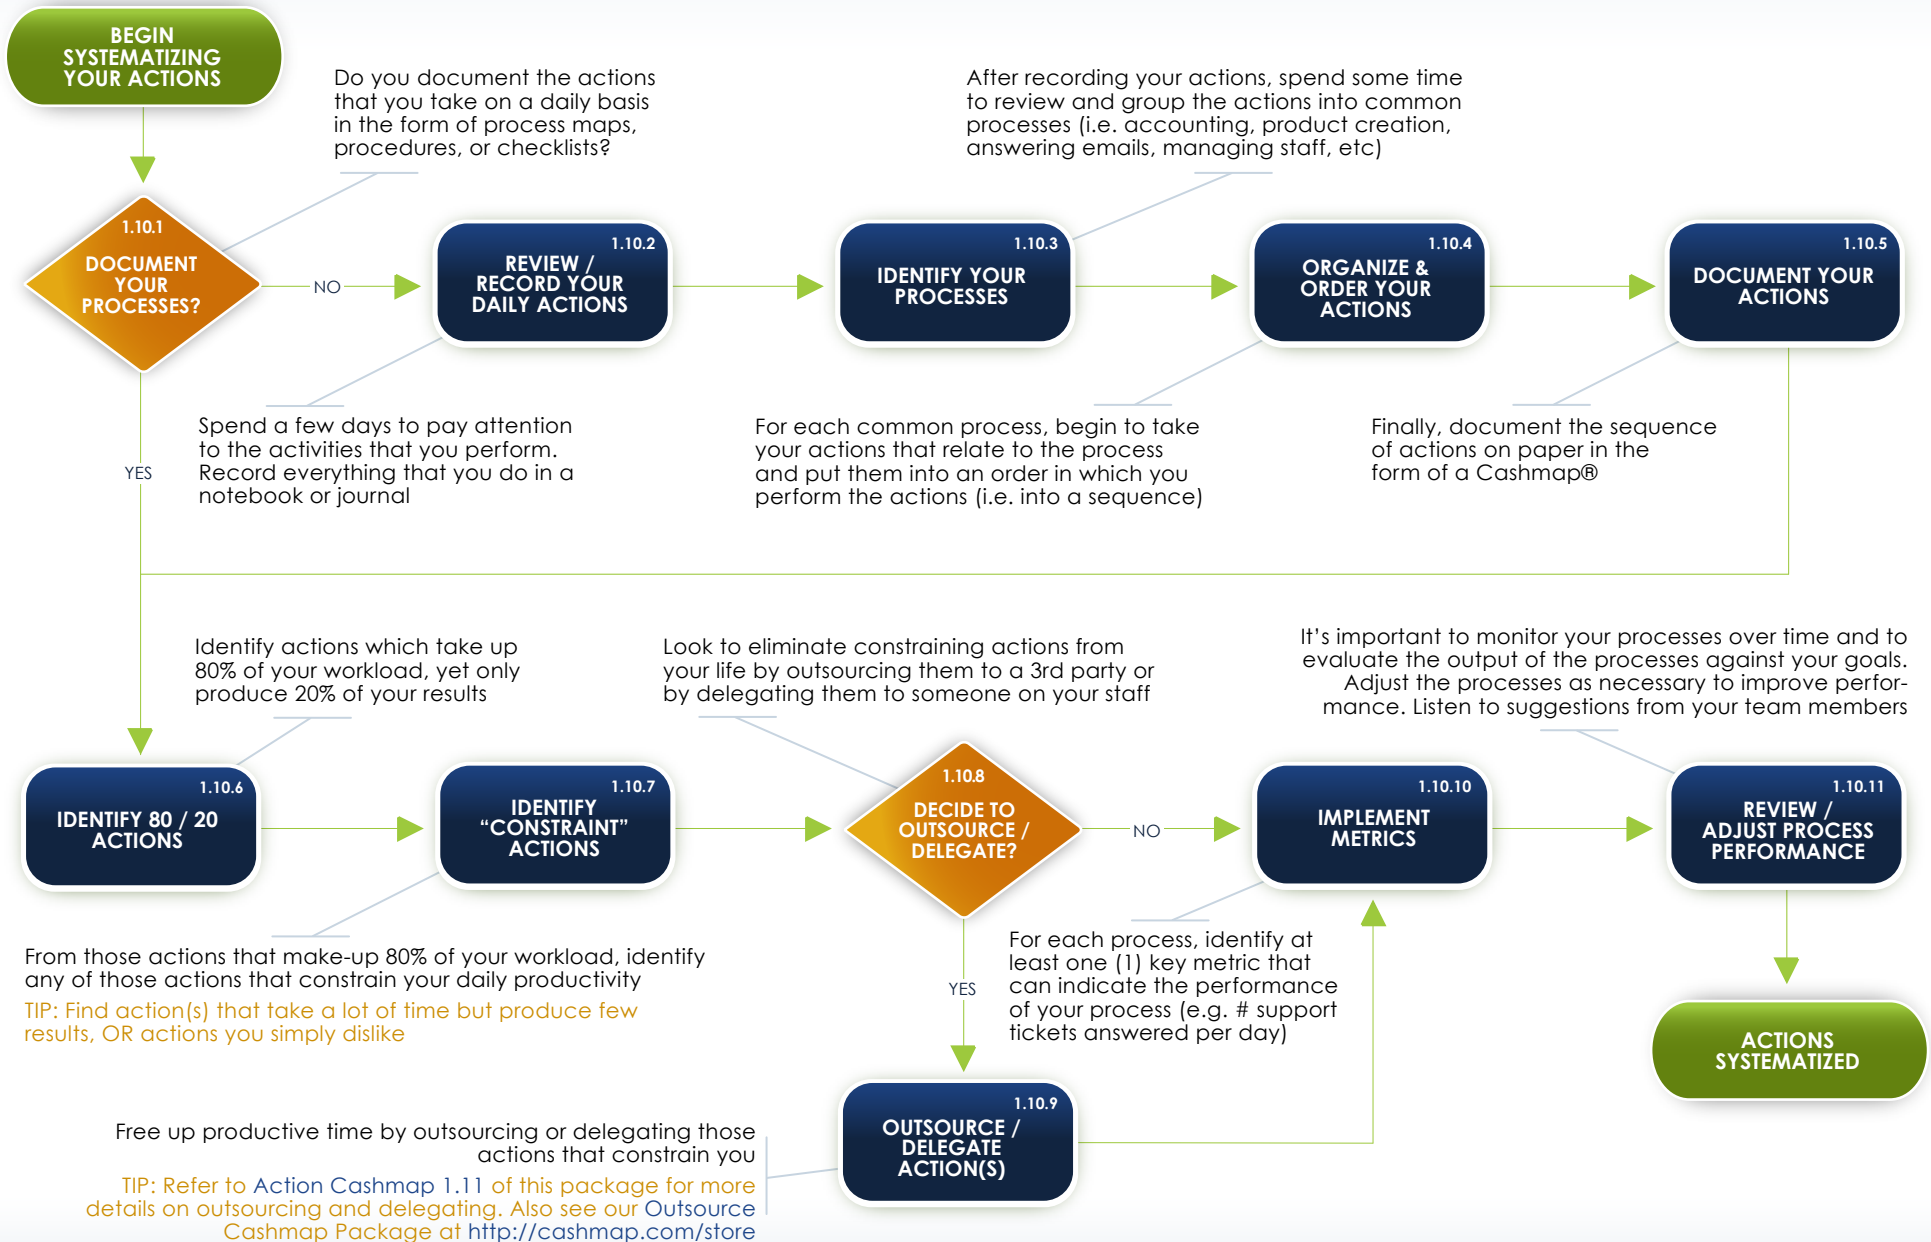 BEGIN
SYSTEMATIZING
YOUR ACTIONS
Do you document the actions
that you take on a daily basis
in the form of process maps,
procedures, or checklists?
After recording your actions, spend some time
to review and group the actions into common
processes (i.e. accounting, product creation,
answering emails, managing staff, etc)
1.10.1
DOCUMENT
YOUR
PROCESSES?
NO
1.10.2
REVIEW /
RECORD YOUR
DAILY ACTIONS
1.10.3
IDENTIFY YOUR
PROCESSES
1.10.4
ORGANIZE &
ORDER YOUR
ACTIONS
1.10.5
DOCUMENT YOUR
ACTIONS
YES
Spend a few days to pay attention
to the activities that you perform.
Record everything that you do in a
notebook or journal
For each common process, begin to take
your actions that relate to the process
and put them into an order in which you
perform the actions (i.e. into a sequence)
Finally, document the sequence
of actions on paper in the
form of a Cashmap®
Identify actions which take up
80% of your workload, yet only
produce 20% of your results
Look to eliminate constraining actions from
your life by outsourcing them to a 3rd party or
by delegating them to someone on your staff
It's important to monitor your processes over time and to
evaluate the output of the processes against your goals.
Adjust the processes as necessary to improve perfor-
mance. Listen to suggestions from your team members
1.10.6
IDENTIFY 80 / 20
ACTIONS
1.10.7
IDENTIFY
“CONSTRAINT”
ACTIONS
1.10.8
DECIDE TO
OUTSOURCE /
DELEGATE?
NO
1.10.10
IMPLEMENT
METRICS
1.10.11
REVIEW /
ADJUST PROCESS
PERFORMANCE
From those actions that make-up 80% of your workload, identify
any of those actions that constrain your daily productivity
TIP: Find action(s) that take a lot of time but produce few
results, OR actions you simply dislike
YES
For each process, identify at
least one (1) key metric that
can indicate the performance
of your process (e.g. # support
tickets answered per day)
ACTIONS
SYSTEMATIZED
1.10.9
OUTSOURCE /
DELEGATE
ACTION(S)
Free up productive time by outsourcing or delegating those
actions that constrain you
TIP: Refer to Action Cashmap 1.11 of this package for more
details on outsourcing and delegating. Also see our Outsource
Cashmap Package at http://cashmap.com/store